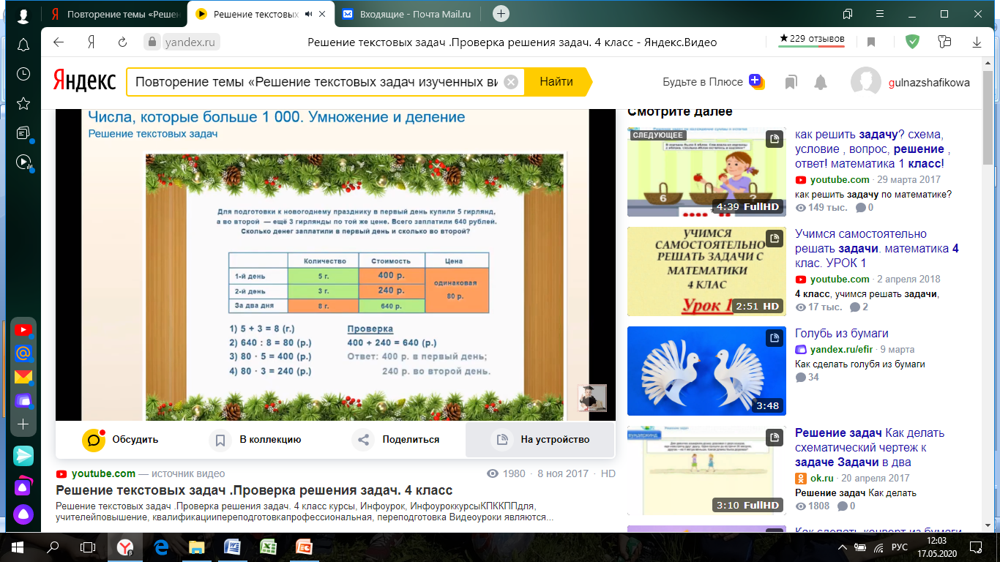 Повторение темы «Решен
Решение текстовых
Входящие - Почта Mail.ru
yandex.ru
Решение текстовых задач .Проверка решения задач. 4 класс - Яндекс.Видео
★229 отзывов
Яндекс
Повторение темы «Решение текстовых задач изученных ви
Найти
Будьте в Плюсе
gulnazshafikowa
Числа, которые больше 1 000. Умножение и деление
Решение текстовых задач
Для подготовки к новогоднему празднику в первый день купили 5 гирлянд,
а во второй — ещё 3 гирлянды по той же цене. Всего заплатили 640 рублей.
Сколько денег заплатили в первый день и сколько во второй?
Количество Стоимость Цена
1-й день 5 г. 400 р. одинаковая
2-й день 3 г. 240 р. 80 р.
За два дня 8 г. 640 р.
1) 5 + 3 = 8 (г.)
2) 640 : 8 = 80 (р.)
3) 80 · 5 = 400 (р.)
4) 80 · 3 = 240 (р.)
Проверка
400 + 240 = 640 (р.)
Ответ: 400 р. в первый день;
240 р. во второй день.
Обсудить
В коллекцию
Поделиться
На устройство
youtube.com — источник видео
1980 · 8 ноя 2017 · HD
Решение текстовых задач .Проверка решения задач. 4 класс
Решение текстовых задач .Проверка решения задач. 4 класс курсы, Инфоурок, ИнфоуроккурсыКПККППдля,
учителейповышение, квалификациипереподготовкапрофессиональная, переподготовка Видеоуроки являются...
Смотрите далее
СЛЕДУЮЩЕЕ
6
?
4:39 FullHD
как решить задачу? схема,
условие , вопрос, решение ,
ответ! математика 1 класс!
youtube.com · 29 марта 2017
как решить задачу по математике?
149 тыс. 0
УЧИМСЯ
САМОСТОЯТЕЛЬНО
РЕШАТЬ ЗАДАЧИ С
МАТЕМАТИКИ
4 КЛАС
Урок 1
2:51 HD
Учимся самостоятельно
решать задачи. математика 4
клас. УРОК 1
youtube.com · 2 апреля 2018
4 класс, учимся решать задачи,
17 тыс. 2
3:48
Голубь из бумаги
yandex.ru/efir · 9 марта
Как сделать голубя из бумаги
34
3:10 FullHD
Решение задач Как делать
схематический чертеж к
задаче Задачи в два
ok.ru · 20 апреля 2017
Решение задач Как делать
1808 0
Как сделать конверт из бумаги
РУС
12:03
17.05.2020